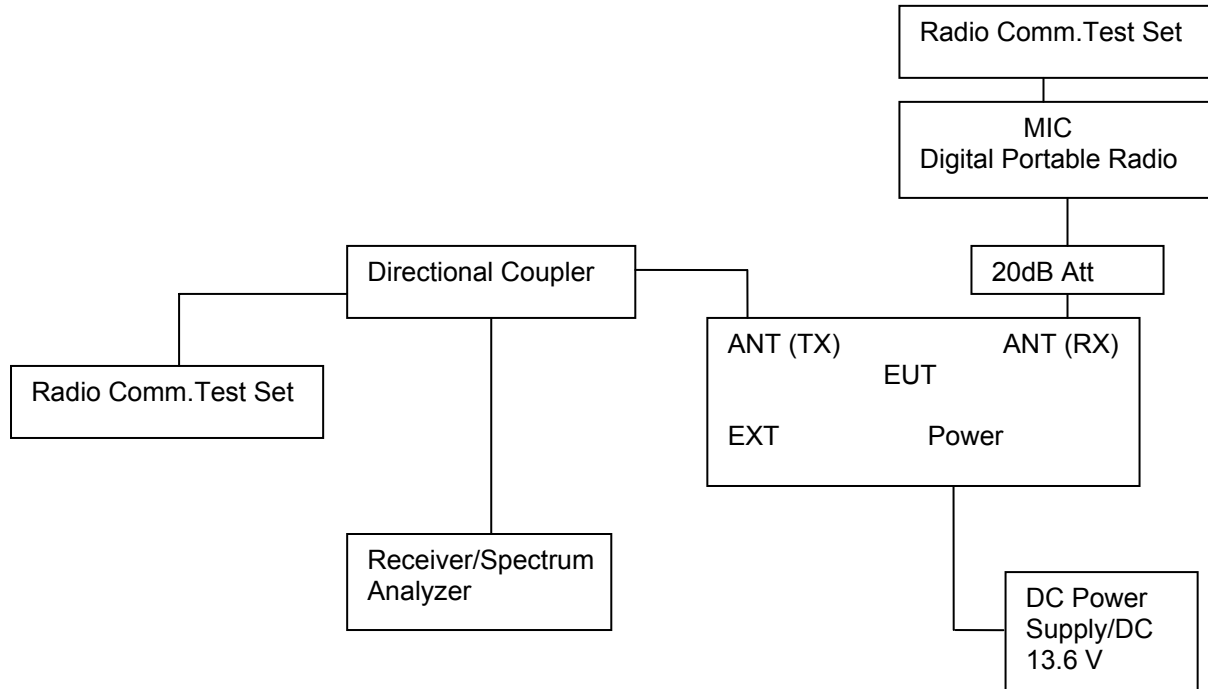 Radio Comm.Test Set
MIC
Digital Portable Radio
Directional Coupler
20dB Att
ANT (TX)
ANT (RX)
EUT
Radio Comm.Test Set
EXT
Power
Receiver/Spectrum
Analyzer
DC Power
Supply/DC
13.6 V